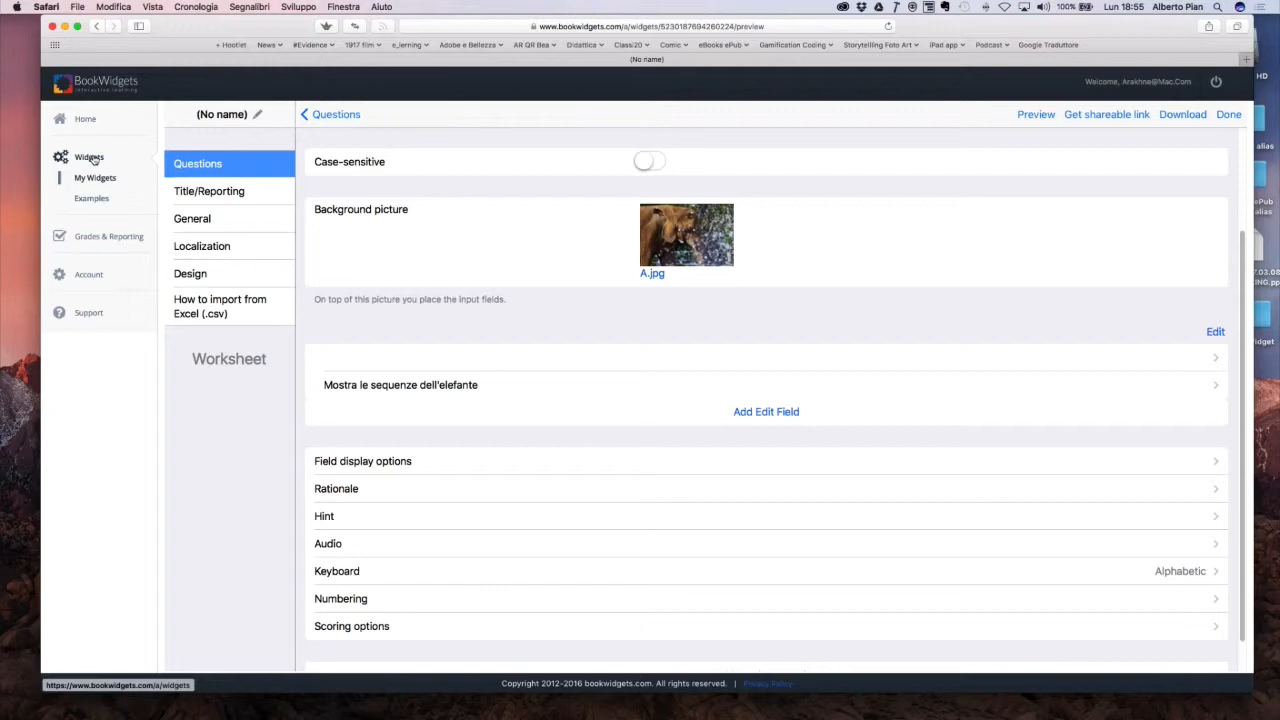 Safari File Modifica Vista Cronologia Segnalibri Sviluppo Finestra Aiuto 100% Lun 18:55 Alberto Pian
www.bookwidgets.com/a/widgets/5230187694260224/preview
+ Hootlet News #Evidence 1917 film e_lerning Adobe e Bellezza AR QR Bea Didattica Classi20 Comic eBooks ePub Gamification Coding Storytelling Foto Art iPad app Podcast Google Traduttore
(No name)
BookWidgets
interactive learning
Welcome, Arakhne@Mac.Com
Home
Widgets
My Widgets
Examples
Grades & Reporting
Account
Support
(No name)
Questions
Title/Reporting
General
Localization
Design
How to import from
Excel (.csv)
Worksheet
Questions
Preview Get shareable link Download Done
Case-sensitive
Background picture
A.jpg
On top of this picture you place the input fields.
Edit
Mostra le sequenze dell'elefante
Add Edit Field
Field display options
Rationale
Hint
Audio
Keyboard Alphabetic
Numbering
Scoring options
https://www.bookwidgets.com/a/widgets
Copyright 2012-2016 bookwidgets.com. All rights reserved. | Privacy Policy
HD
alias